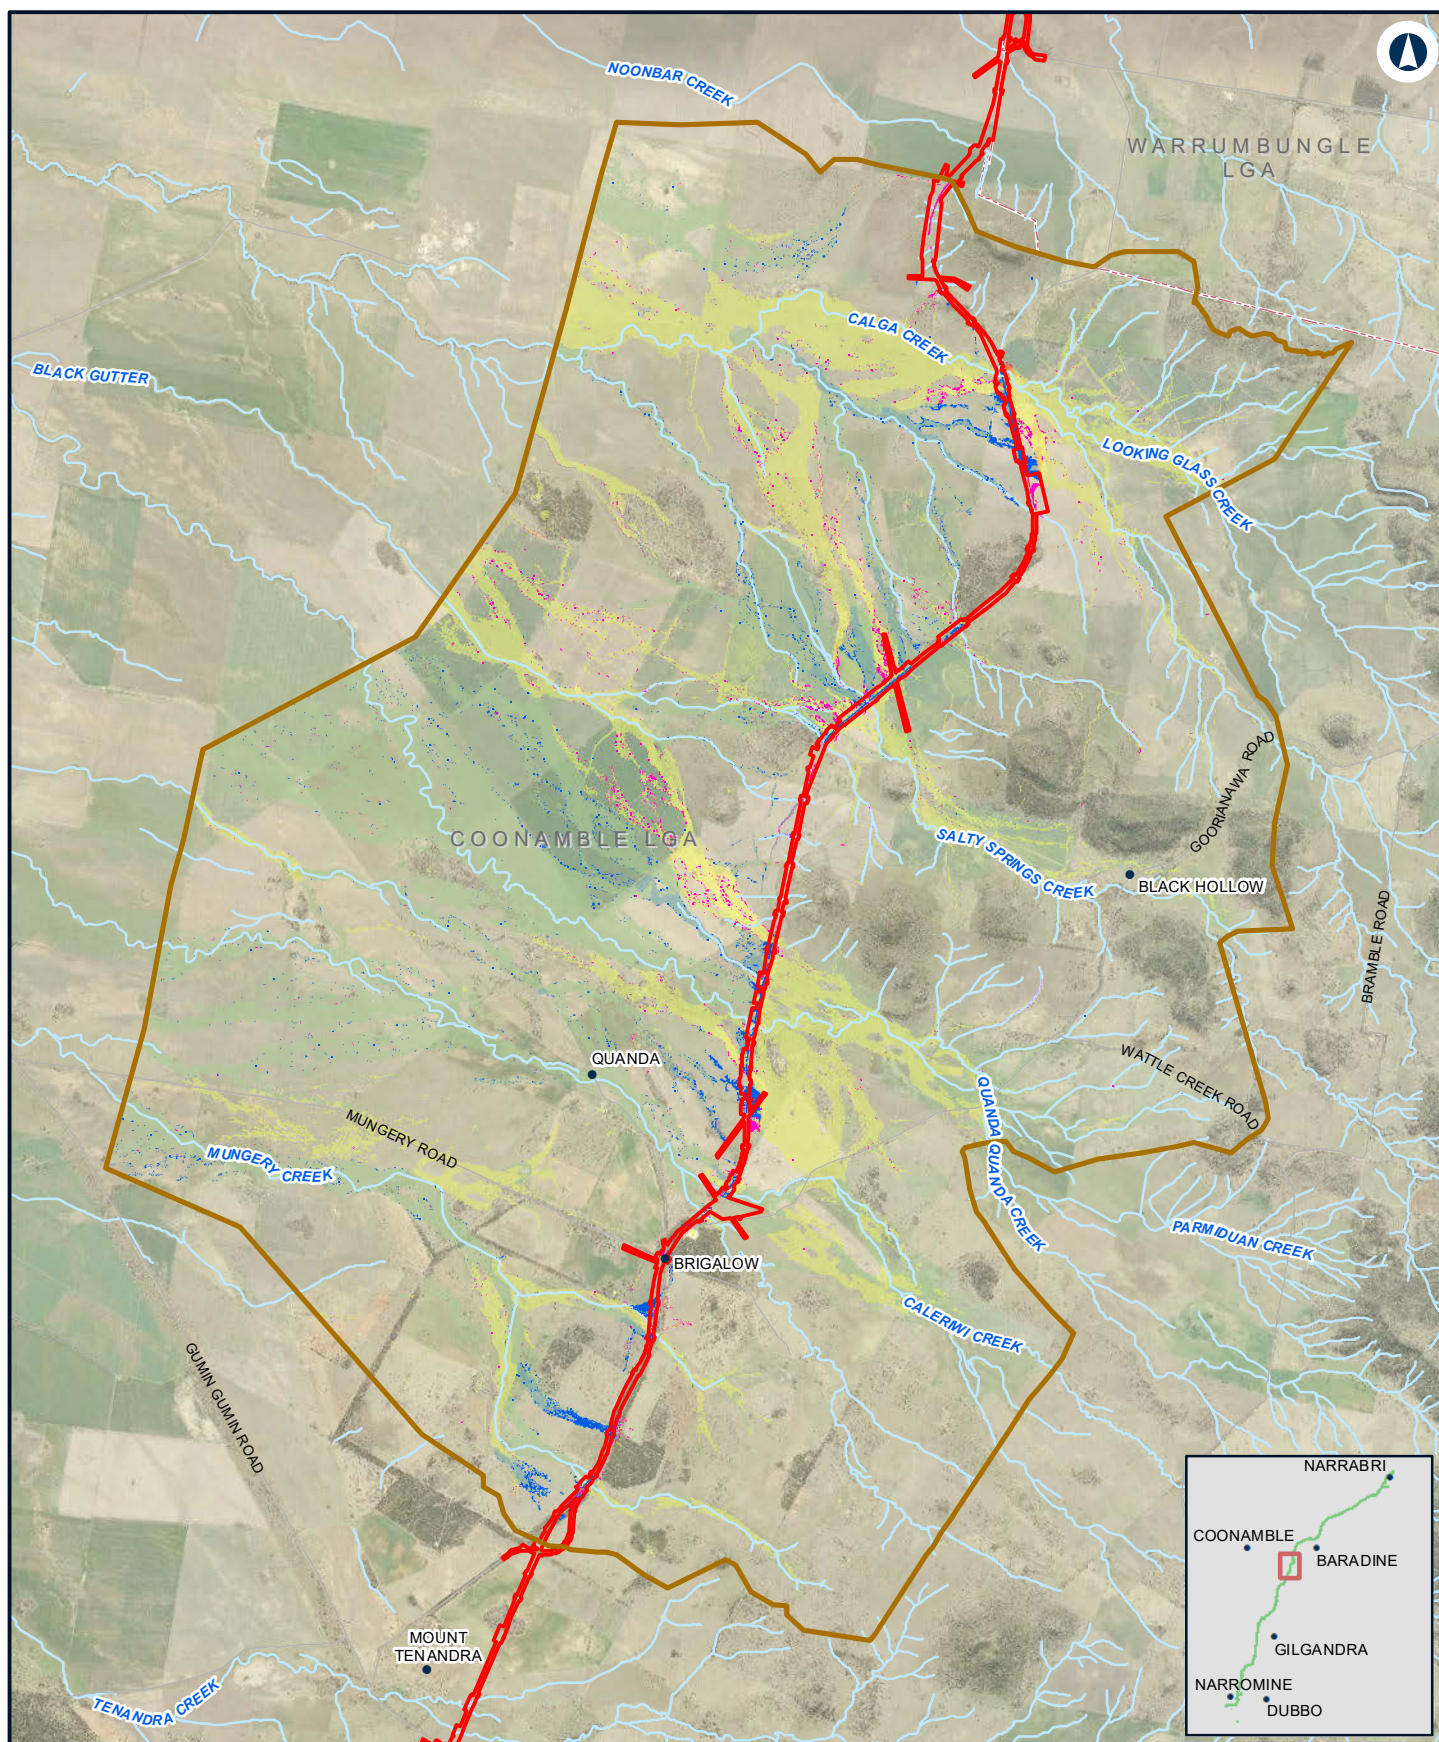 NOONBAR CREEK
WARRUMBUNGLE
LGA
CALGA CREEK
BLACK GUTTER
LOOKING GLASS CREEK
GOORIANAWA ROAD
COONAMBLE LGA
SALTY SPRINGS CREEK
BLACK HOLLOW
BRAMBLE ROAD
QUANDA
WATTLE CREEK ROAD
MUNGERY ROAD
QUANDA QUANDA CREEK
MUNGERY CREEK
PARMIDUAN CREEK
BRIGALOW
CALERIWI CREEK
GUMIN GUMIN ROAD
MOUNT
TENANDRA
TENANDRA CREEK
NARRABRI
COONAMBLE
BARADINE
GILGANDRA
NARROMINE
DUBBO